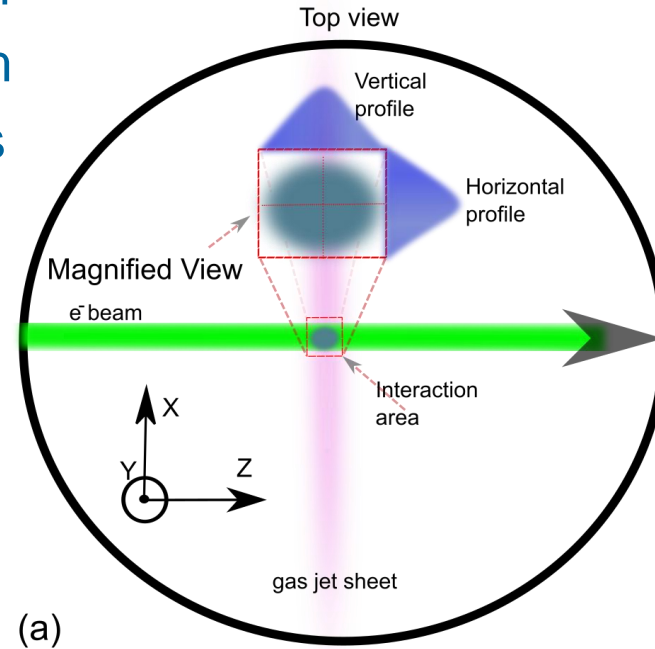 Top view
Vertical
profile
Horizontal
profile
Magnified View
e⁻ beam
Interaction
area
X
Y
Z
gas jet sheet
(a)